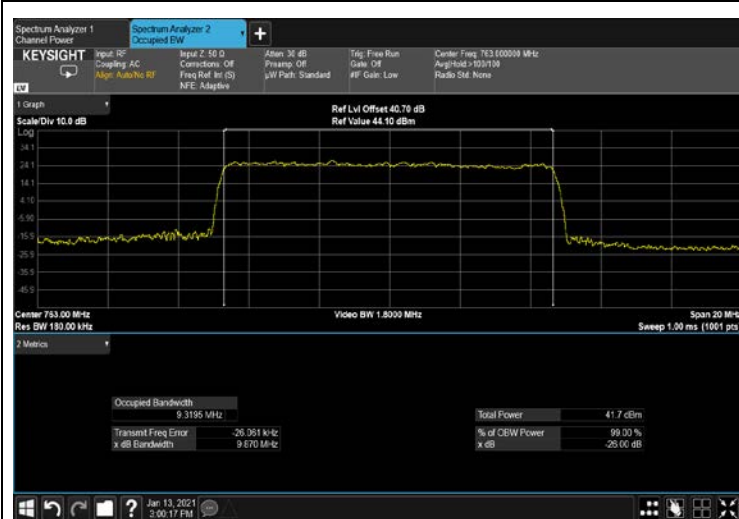 Spectrum Analyzer 1
Channel Power
Spectrum Analyzer 2
Occupied BW
+
KEYSIGHT
LXI
Input: RF
Coupling: AC
Align: Auto/No RF
Input Z: 50 Ω
Corrections: Off
Freq Ref: Int (S)
NFE: Adaptive
Atten: 30 dB
Preamp: Off
µW Path: Standard
Trig: Free Run
Gate: Off
#IF Gain: Low
Center Freq: 763.000000 MHz
Avg|Hold:>100/100
Radio Std: None
1 Graph
Scale/Div 10.0 dB
Ref Lvl Offset 40.70 dB
Ref Value 44.10 dBm
Log
34.1
24.1
14.1
4.10
-5.90
-15.9
-25.9
-35.9
-45.9
Center 763.00 MHz
Res BW 180.00 kHz
Video BW 1.8000 MHz
Span 20 MHz
Sweep 1.00 ms (1001 pts)
2 Metrics
Occupied Bandwidth
9.3195 MHz
Transmit Freq Error -26.061 kHz
x dB Bandwidth 9.870 MHz
Total Power 41.7 dBm
% of OBW Power 99.00 %
x dB -26.00 dB
?
Jan 13, 2021
3:00:17 PM